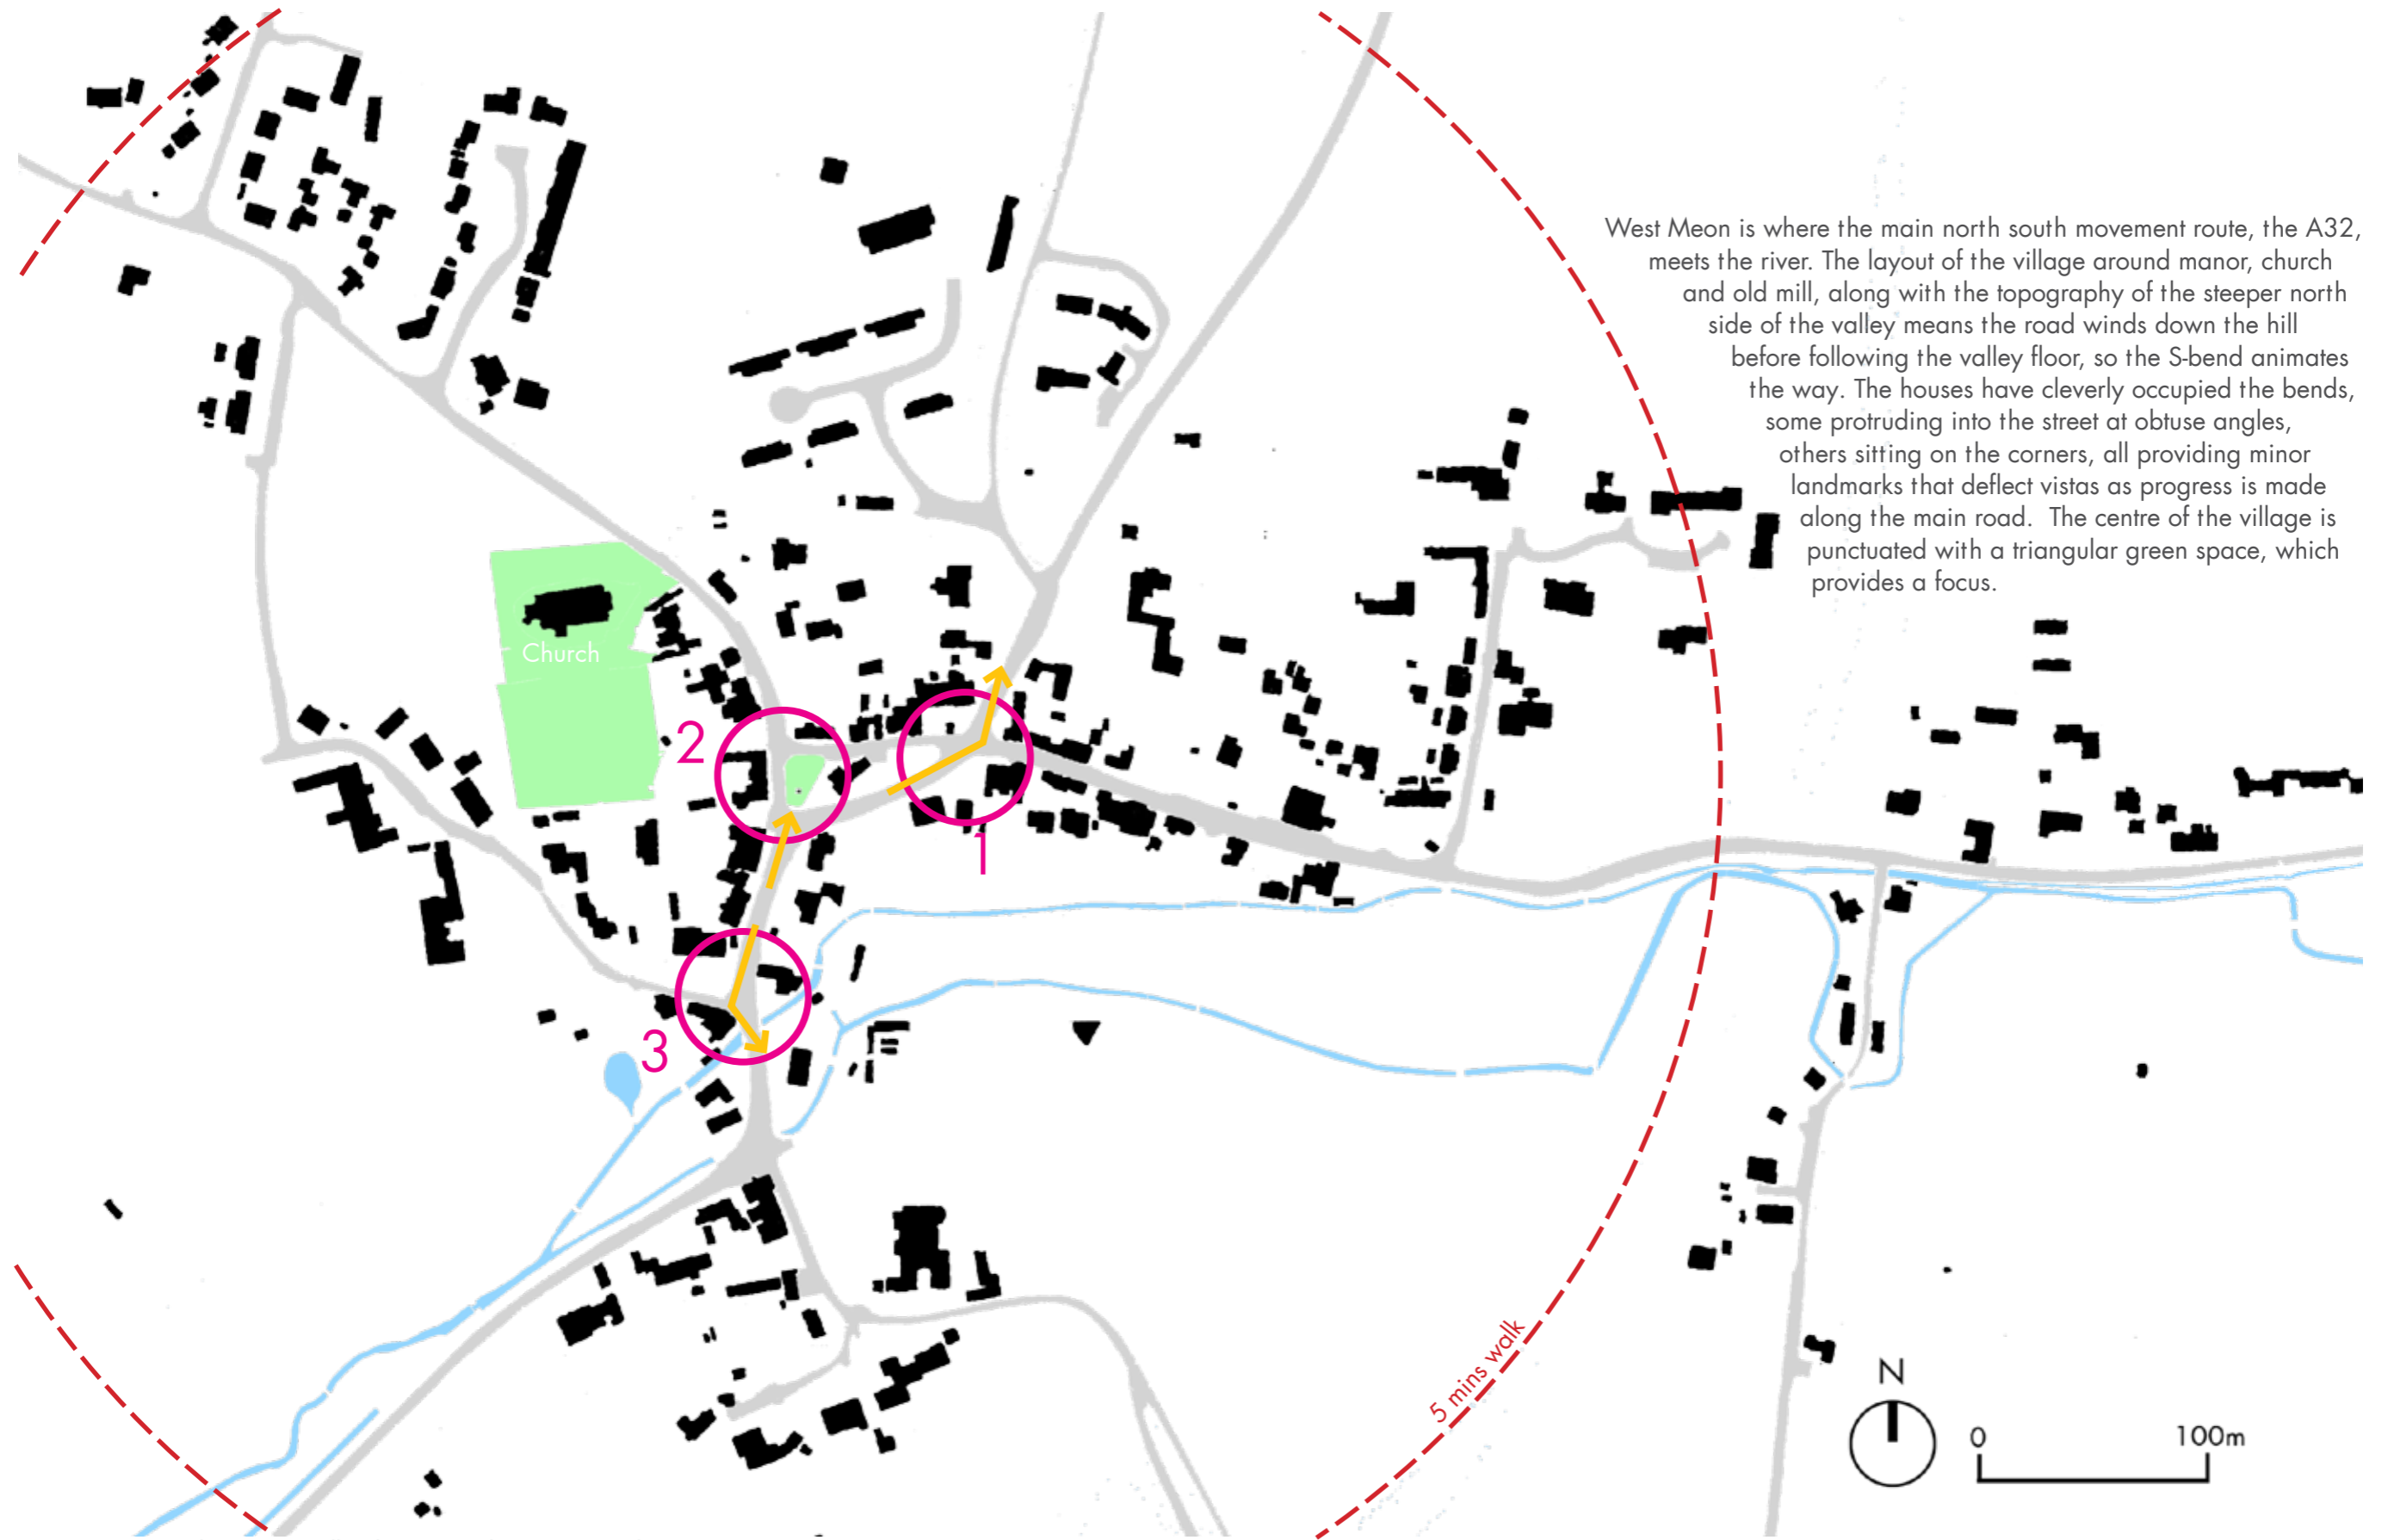 West Meon is where the main north south movement route, the A32,
meets the river. The layout of the village around manor, church
and old mill, along with the topography of the steeper north
side of the valley means the road winds down the hill
before following the valley floor, so the S-bend animates
the way. The houses have cleverly occupied the bends,
some protruding into the street at obtuse angles,
others sitting on the corners, all providing minor
landmarks that deflect vistas as progress is made
along the main road.  The centre of the village is
punctuated with a triangular green space, which
provides a focus.
Church
2
1
3
5 mins walk
N
0
100m